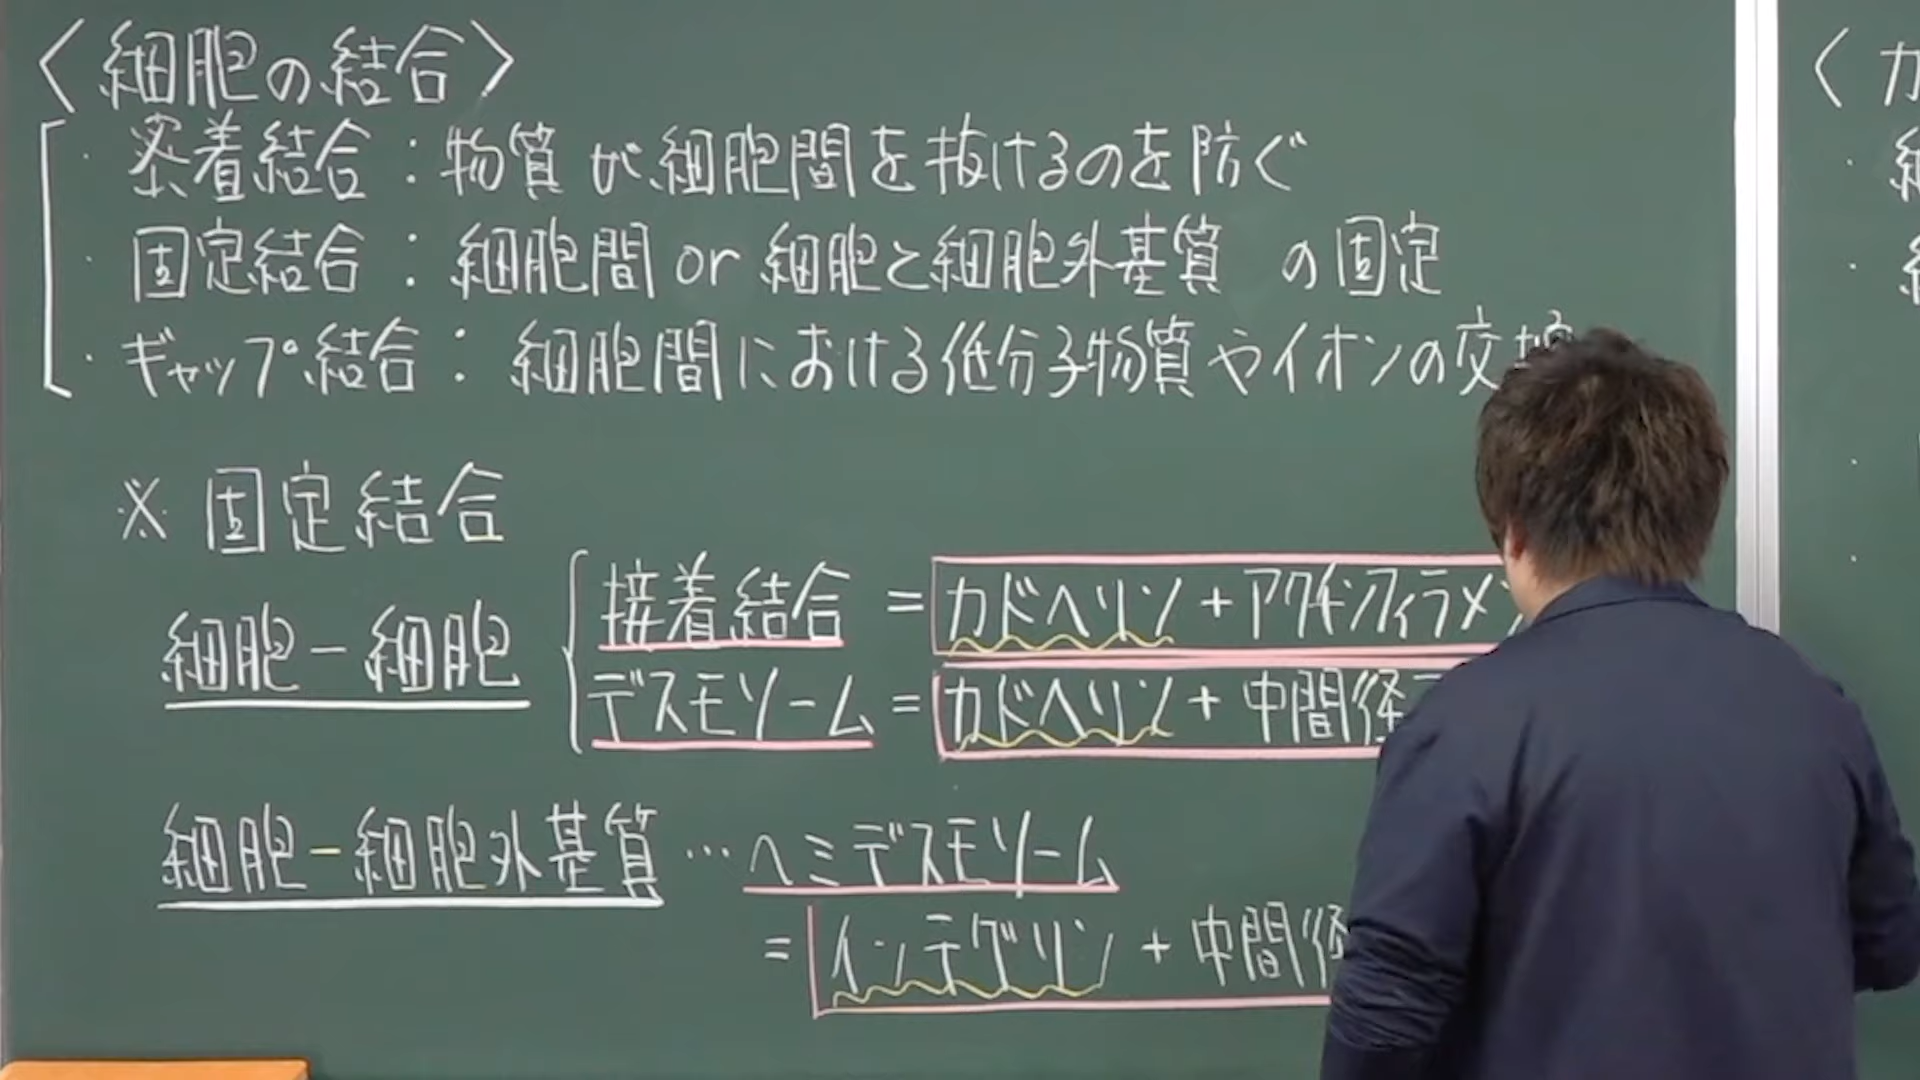 〈細胞の結合〉
・密着結合：物質が細胞間を抜けるのを防ぐ
・固定結合：細胞間 or 細胞と細胞外基質 の固定
・ギャップ結合：細胞間における低分子物質やイオンの交換
※固定結合
細胞－細胞
接着結合 = カドヘリン + アクチンフィラメン
デスモソーム = カドヘリン + 中間径フ
細胞－細胞外基質 … ヘミデスモソーム
= インテグリン + 中間径
〈カ
・細
・細